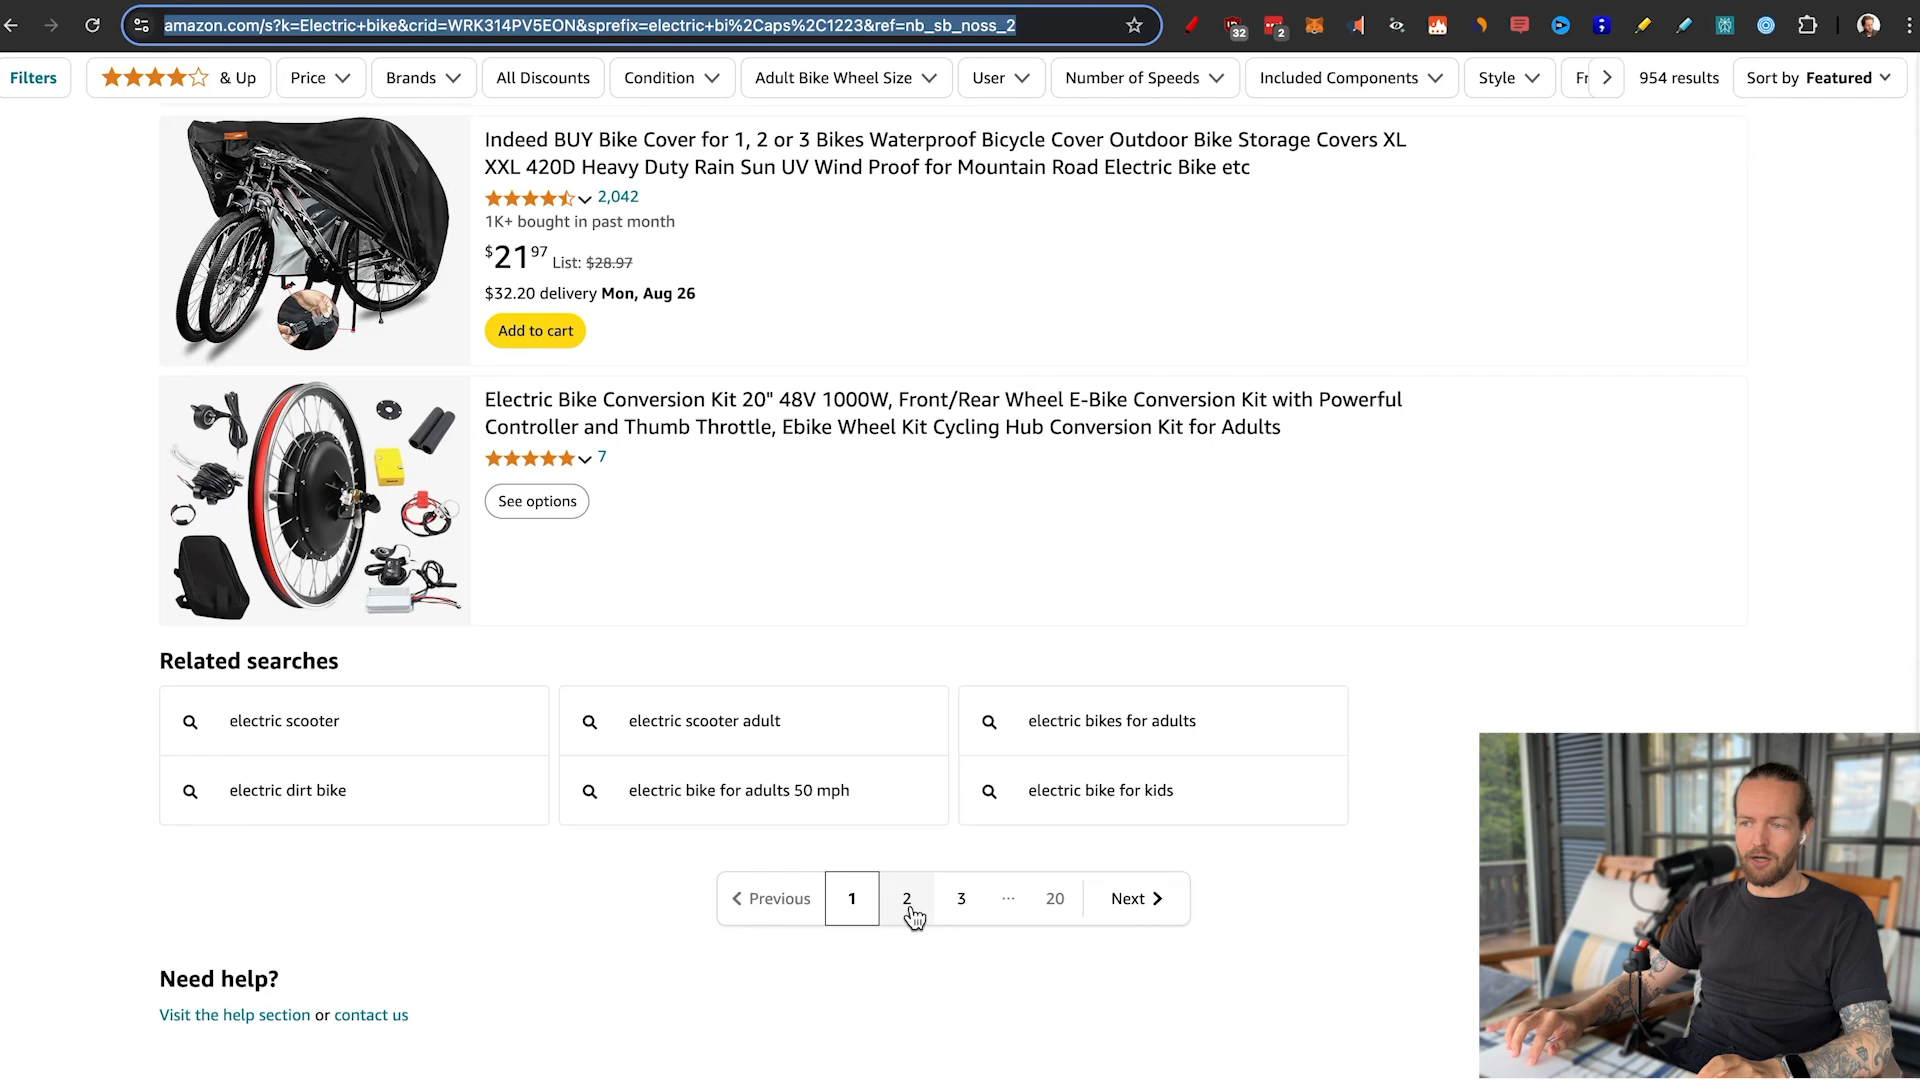 amazon.com/s?k=Electric+bike&crid=WRK314PV5EON&sprefix=electric+bi%2Caps%2C1223&ref=nb_sb_noss_2
32
2
Filters
& Up
Price
Brands
All Discounts
Condition
Adult Bike Wheel Size
User
Number of Speeds
Included Components
Style
Fr
954 results
Sort by Featured
Indeed BUY Bike Cover for 1, 2 or 3 Bikes Waterproof Bicycle Cover Outdoor Bike Storage Covers XL
XXL 420D Heavy Duty Rain Sun UV Wind Proof for Mountain Road Electric Bike etc
2,042
1K+ bought in past month
$21 97 List: $28.97
$32.20 delivery Mon, Aug 26
Add to cart
Electric Bike Conversion Kit 20" 48V 1000W, Front/Rear Wheel E-Bike Conversion Kit with Powerful
Controller and Thumb Throttle, Ebike Wheel Kit Cycling Hub Conversion Kit for Adults
7
See options
Related searches
electric scooter
electric scooter adult
electric bikes for adults
electric dirt bike
electric bike for adults 50 mph
electric bike for kids
Previous
1
2
3
...
20
Next
Need help?
Visit the help section or contact us